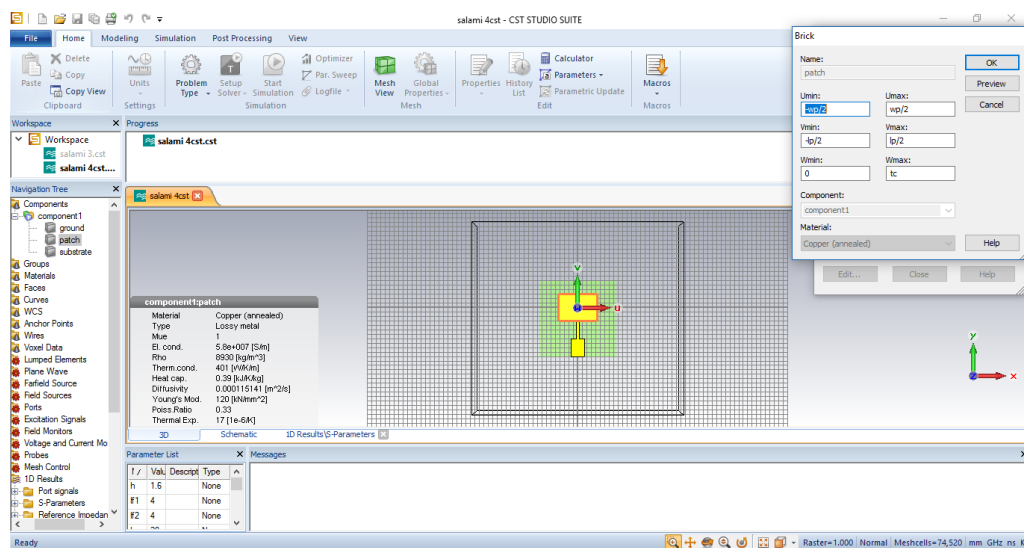 salami 4cst - CST STUDIO SUITE
File Home Modeling Simulation Post Processing View
Paste
Delete
Copy
Copy View
Clipboard
Units
Settings
Problem Type
Setup Solver
Start Simulation
Optimizer
Par. Sweep
Logfile
Simulation
Mesh View
Global Properties
Mesh
Properties
History List
Calculator
Parameters
Parametric Update
Edit
Macros
Macros
Workspace
Workspace
salami 3.cst
salami 4cst....
Progress
salami 4cst.cst
Navigation Tree
Components
component1
ground
patch
substrate
Groups
Materials
Faces
Curves
WCS
Anchor Points
Wires
Voxel Data
Lumped Elements
Plane Wave
Farfield Source
Field Sources
Ports
Excitation Signals
Field Monitors
Voltage and Current Mo
Probes
Mesh Control
1D Results
Port signals
S-Parameters
Reference Impedan
salami 4cst
v
u
y
x
component1:patch
Material Copper (annealed)
Type Lossy metal
Mue 1
El. cond. 5.8e+007 [S/m]
Rho 8930 [kg/m^3]
Therm.cond. 401 [W/K/m]
Heat cap. 0.39 [kJ/K/kg]
Diffusivity 0.000115141 [m^2/s]
Young's Mod. 120 [kN/mm^2]
Poiss.Ratio 0.33
Thermal Exp. 17 [1e-6/K]
3D Schematic 1D Results\S-Parameters
Parameter List
Valu Descript Type
h 1.6 None
lf1 4 None
lf2 4 None
Messages
Brick
Name:
patch
OK
Preview
Cancel
Umin: Umax:
-wp/2 wp/2
Vmin: Vmax:
-lp/2 lp/2
Wmin: Wmax:
0 tc
Component:
component1
Material:
Copper (annealed)
Help
Edit... Close Help
Ready
Raster=1.000 Normal Meshcells=74,520 mm GHz ns K